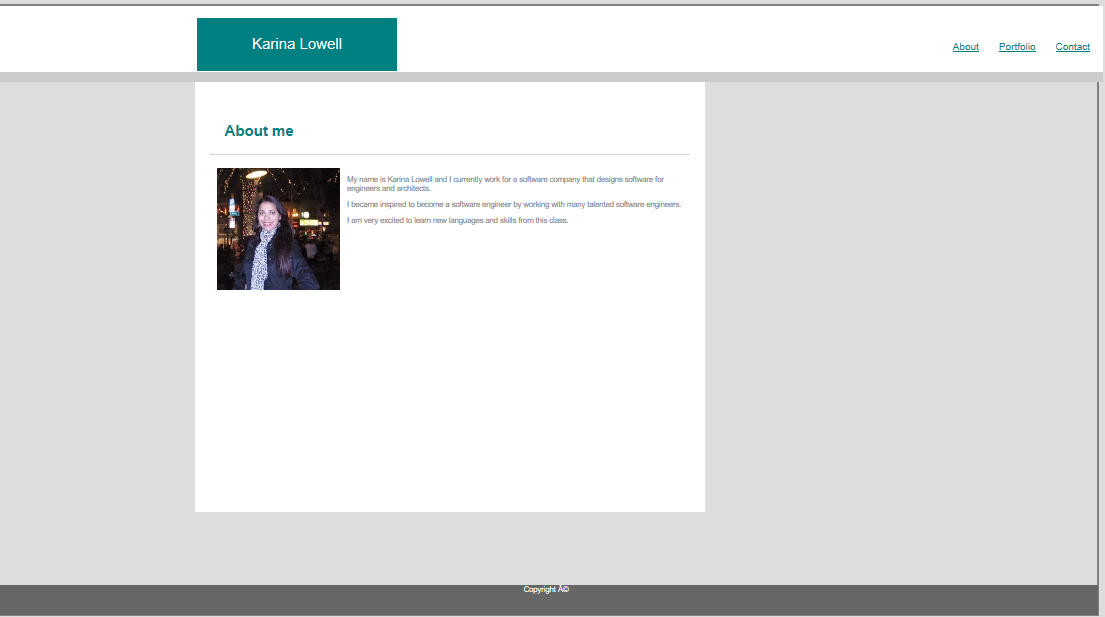 Karina Lowell
About Portfolio Contact
About me
My name is Karina Lowell and I currently work for a software company that designs software for
engineers and architects.
I became inspired to become a software engineer by working with many talented software engineers.
I am very excited to learn new languages and skills from this class.
Copyright Â©